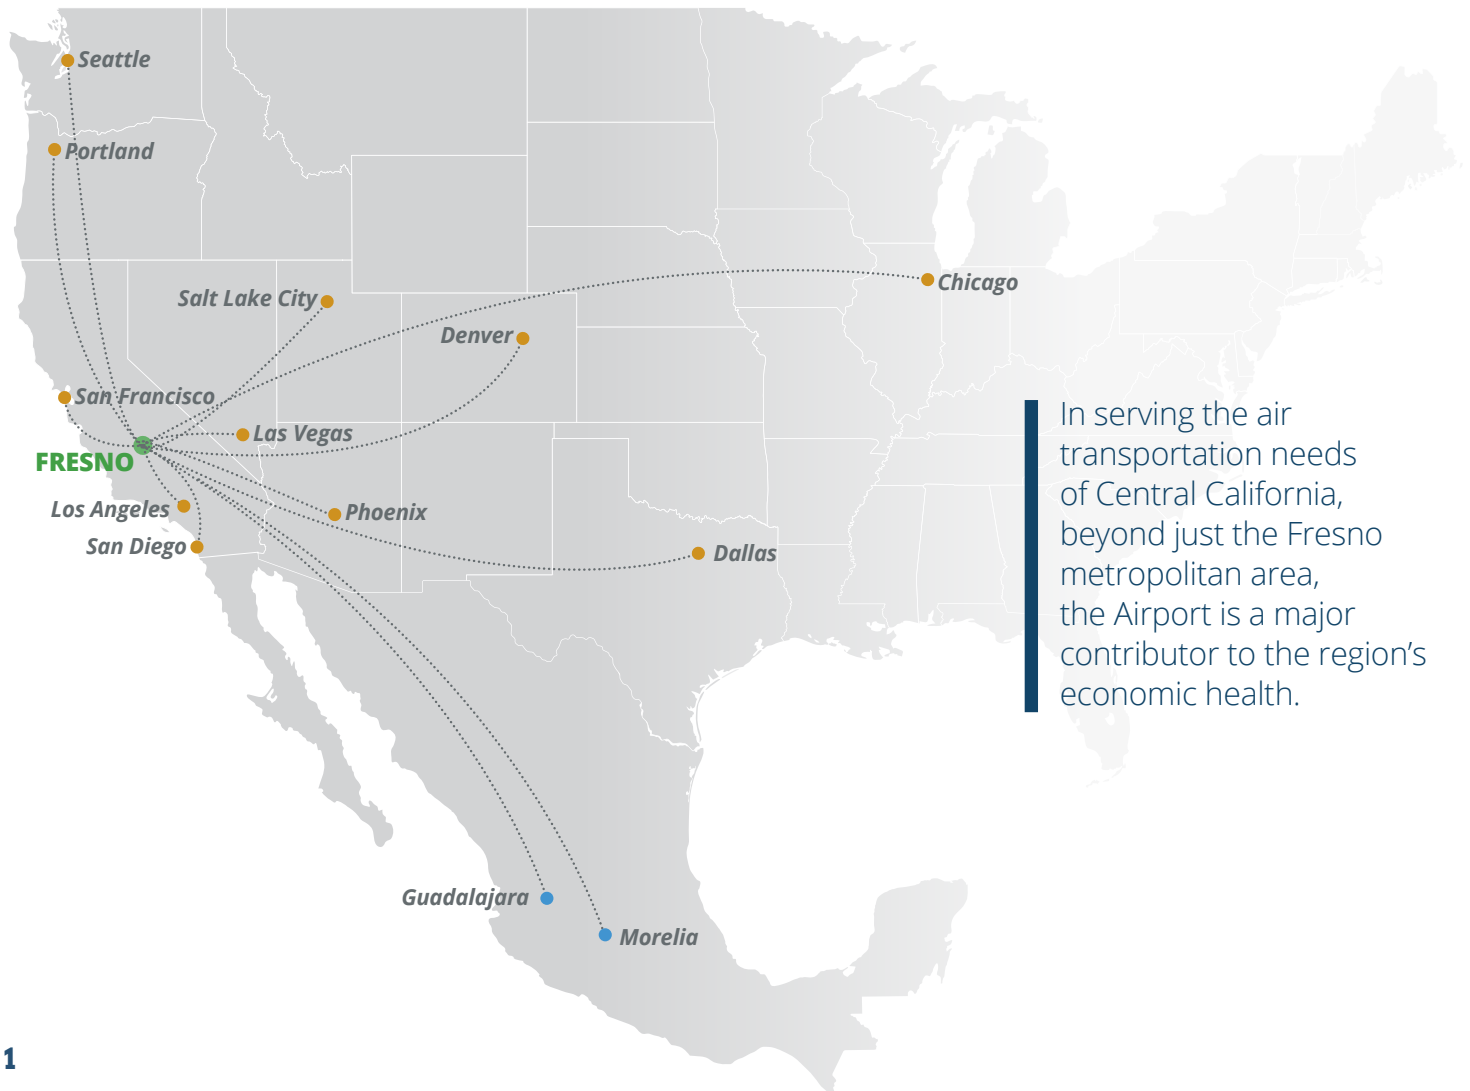 Seattle
Portland
Chicago
Salt Lake City
Denver
San Francisco
Las Vegas
FRESNO
Los Angeles
Phoenix
San Diego
Dallas
Guadalajara
Morelia
In serving the air
transportation needs
of Central California,
beyond just the Fresno
metropolitan area,
the Airport is a major
contributor to the region’s
economic health.
1